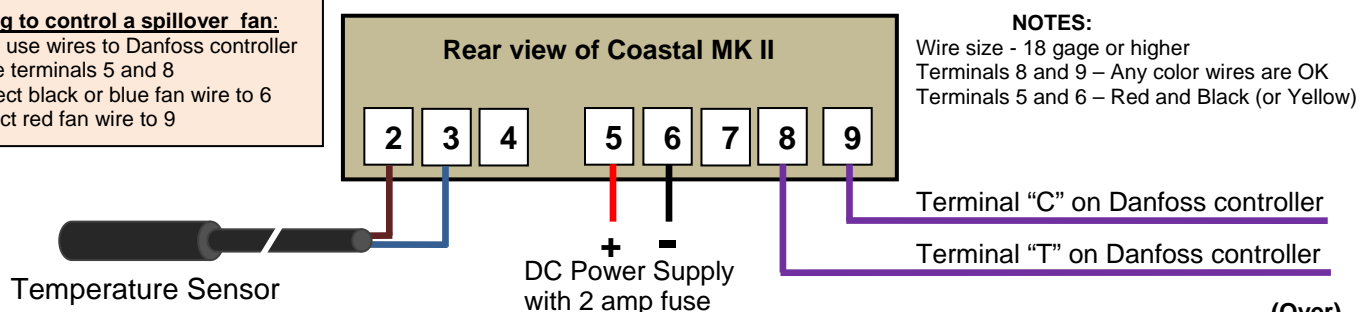 g to control a spillover fan:
use wires to Danfoss controller
e terminals 5 and 8
ect black or blue fan wire to 6
ct red fan wire to 9
Rear view of Coastal MK II
NOTES:
Wire size - 18 gage or higher
Terminals 8 and 9 – Any color wires are OK
Terminals 5 and 6 – Red and Black (or Yellow)
2 3 4 5 6 7 8 9
Terminal “C” on Danfoss controller
Terminal “T” on Danfoss controller
+ -
DC Power Supply
with 2 amp fuse
Temperature Sensor
(Over)